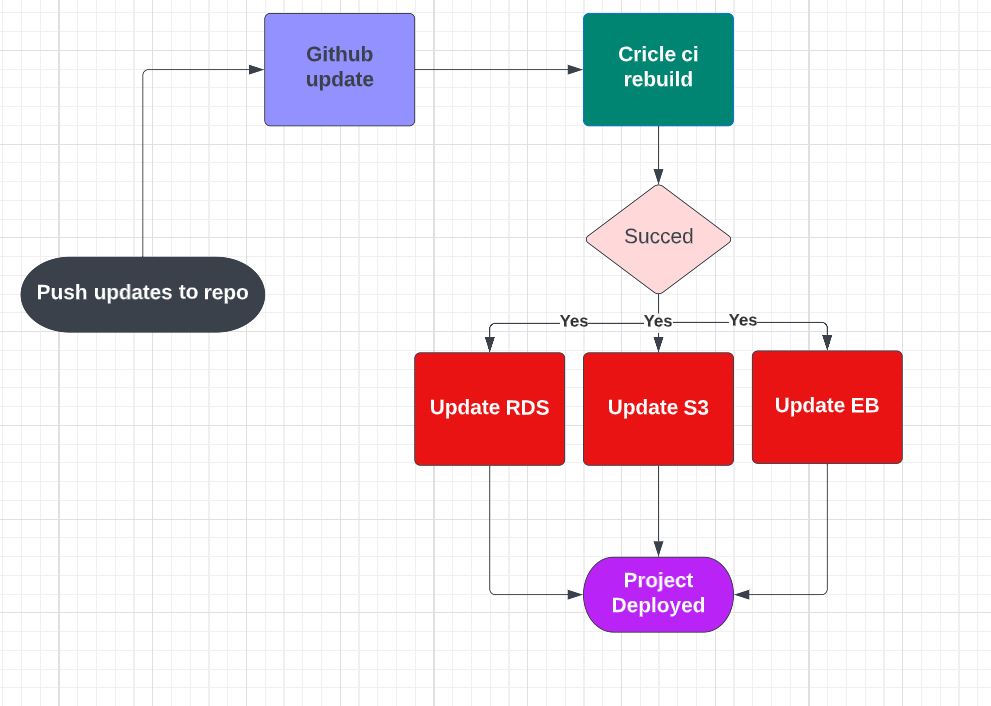 Github
update
Cricle ci
rebuild
Succed
Push updates to repo
Yes
Yes
Yes
Update RDS
Update S3
Update EB
Project
Deployed